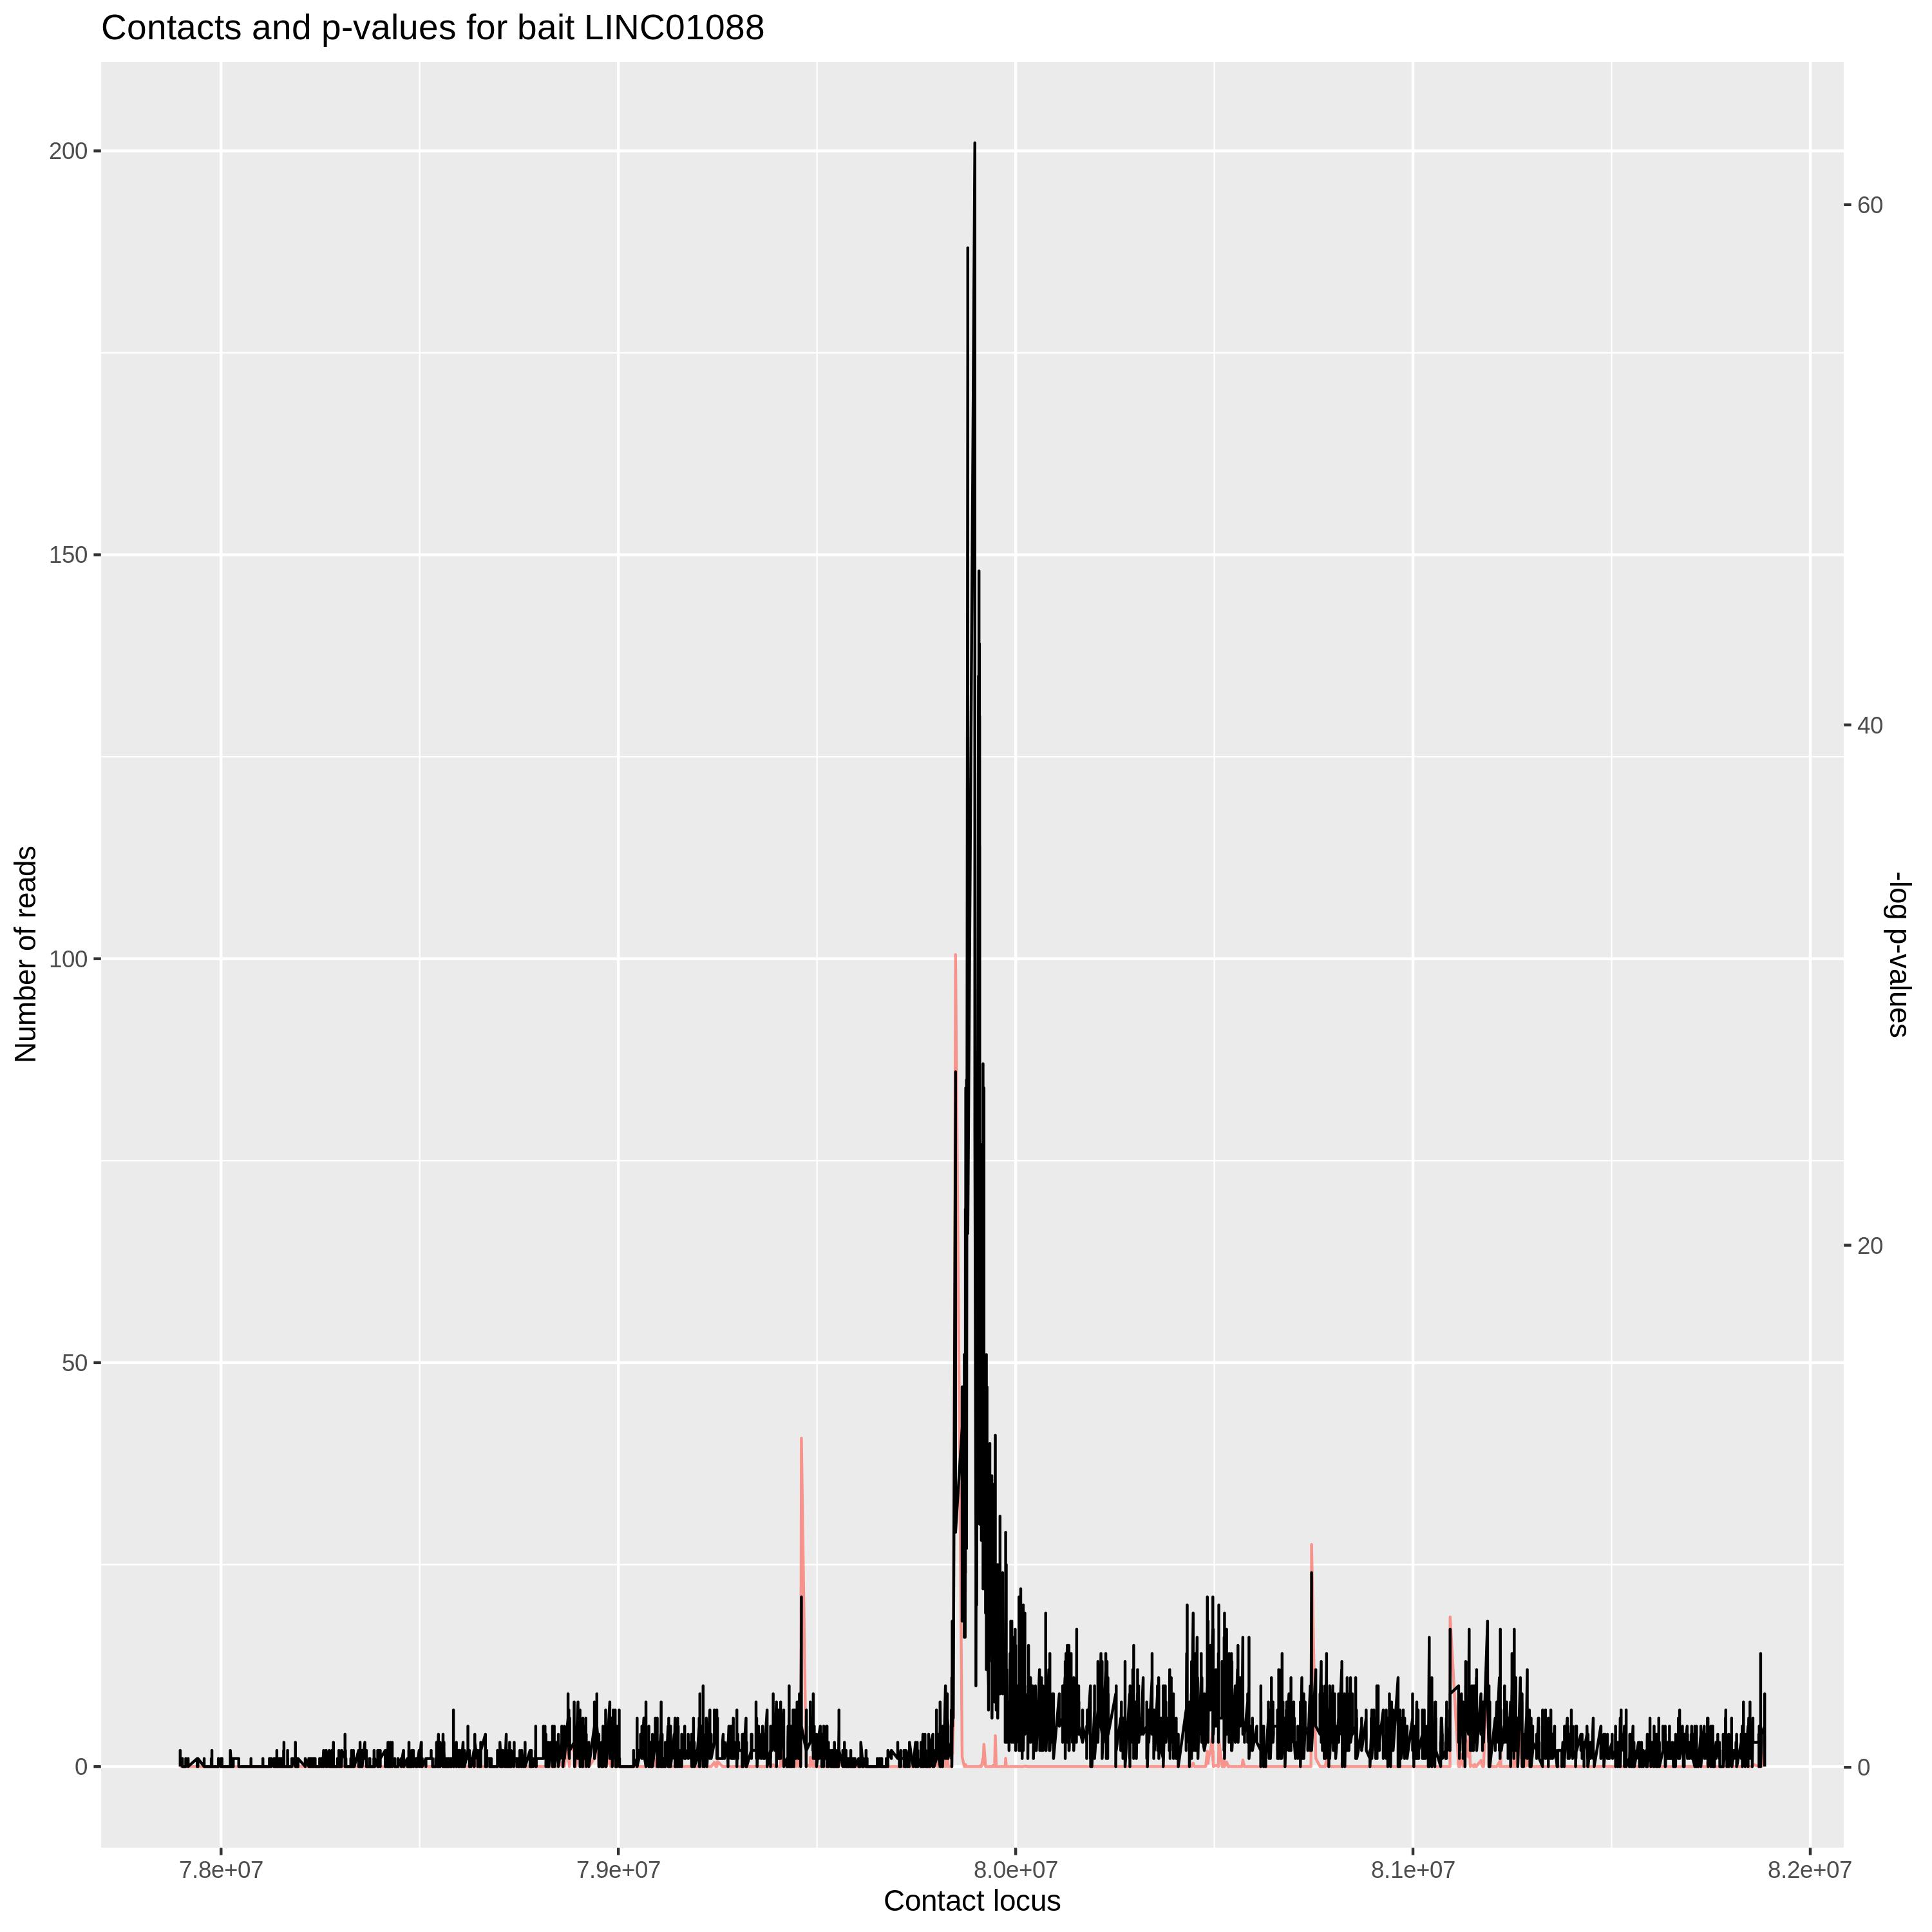 Contacts and p-values for bait LINC01088
200
150
100
50
0
Number of reads
60
40
20
0
-log p-values
7.8e+07
7.9e+07
8.0e+07
8.1e+07
8.2e+07
Contact locus